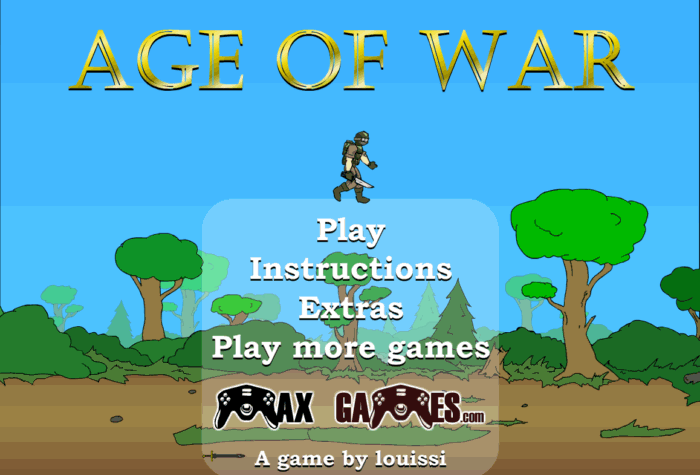 AGE OF WAR
Play
Instructions
Extras
Play more games
MAX GAMES.com
A game by louissi